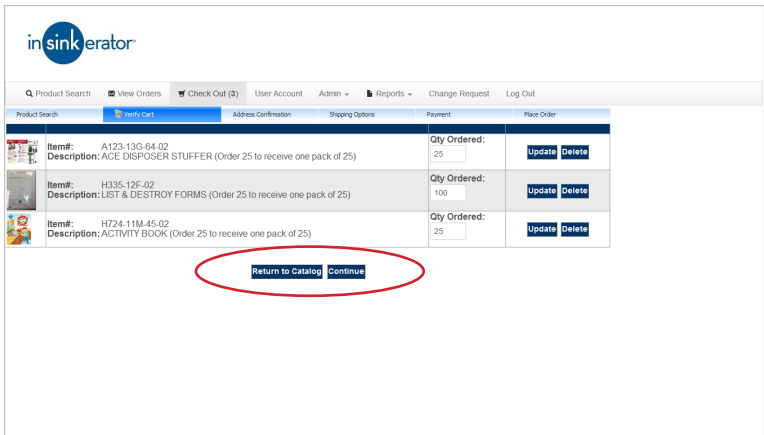 in sink erator
Product Search View Orders Check Out (3) User Account Admin Reports Change Request Log Out
Product Search Verify Cart Address Confirmation Shipping Options Payment Place Order
Item#: A123-13G-64-02
Description: ACE DISPOSER STUFFER (Order 25 to receive one pack of 25)
Qty Ordered:
25
Update Delete
Item#: H335-12F-02
Description: LIST & DESTROY FORMS (Order 25 to receive one pack of 25)
Qty Ordered:
100
Update Delete
Item#: H724-11M-45-02
Description: ACTIVITY BOOK (Order 25 to receive one pack of 25)
Qty Ordered:
25
Update Delete
Return to Catalog Continue